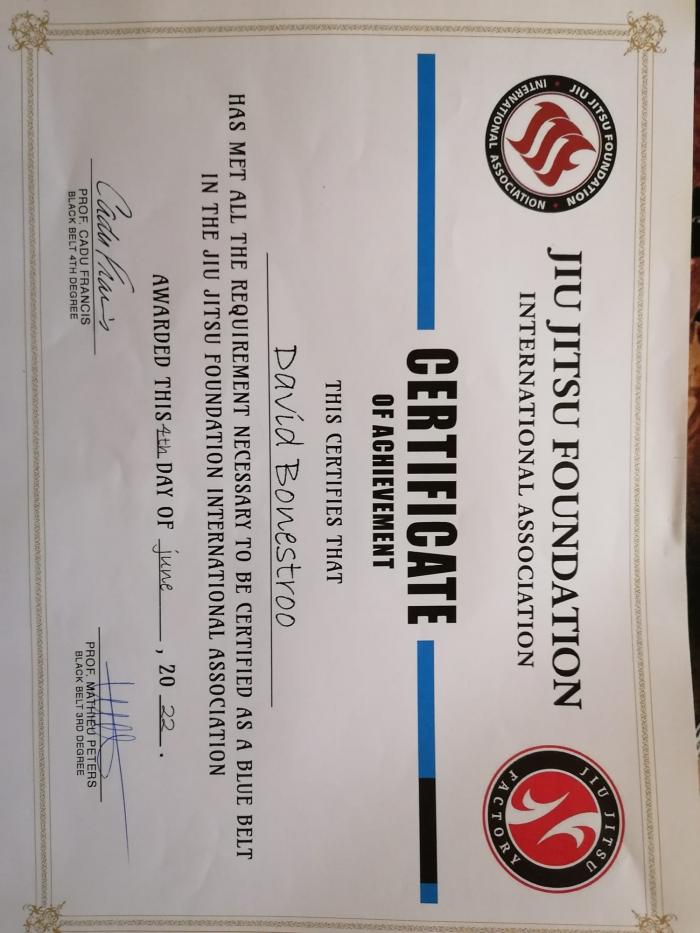 JIU JITSU FOUNDATION
INTERNATIONAL ASSOCIATION
JIU JITSU FOUNDATION
INTERNATIONAL ASSOCIATION
JIU JITSU
FACTORY
CERTIFICATE
OF ACHIEVEMENT
THIS CERTIFIES THAT
David Bonestroo
HAS MET ALL THE REQUIREMENT NECESSARY TO BE CERTIFIED AS A BLUE BELT
IN THE JIU JITSU FOUNDATION INTERNATIONAL ASSOCIATION
AWARDED THIS 4th DAY OF june, 20 22.
Cadu Francis
PROF. CADU FRANCIS
BLACK BELT 4TH DEGREE
PROF. MATHIEU PETERS
BLACK BELT 3RD DEGREE